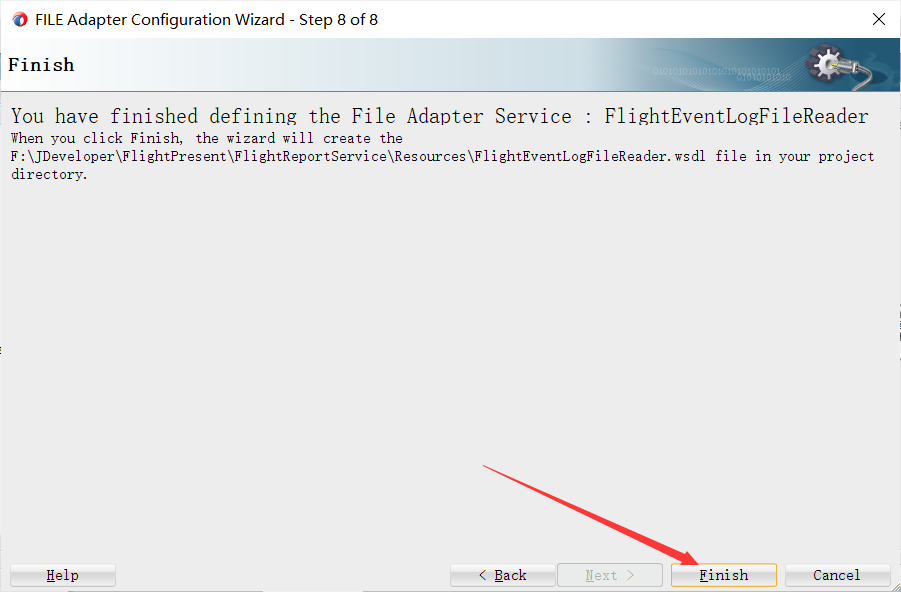 FILE Adapter Configuration Wizard - Step 8 of 8
Finish
You have finished defining the File Adapter Service : FlightEventLogFileReader
When you click Finish, the wizard will create the
F:\JDeveloper\FlightPresent\FlightReportService\Resources\FlightEventLogFileReader.wsdl file in your project
directory.
Help
< Back
Next >
Finish
Cancel